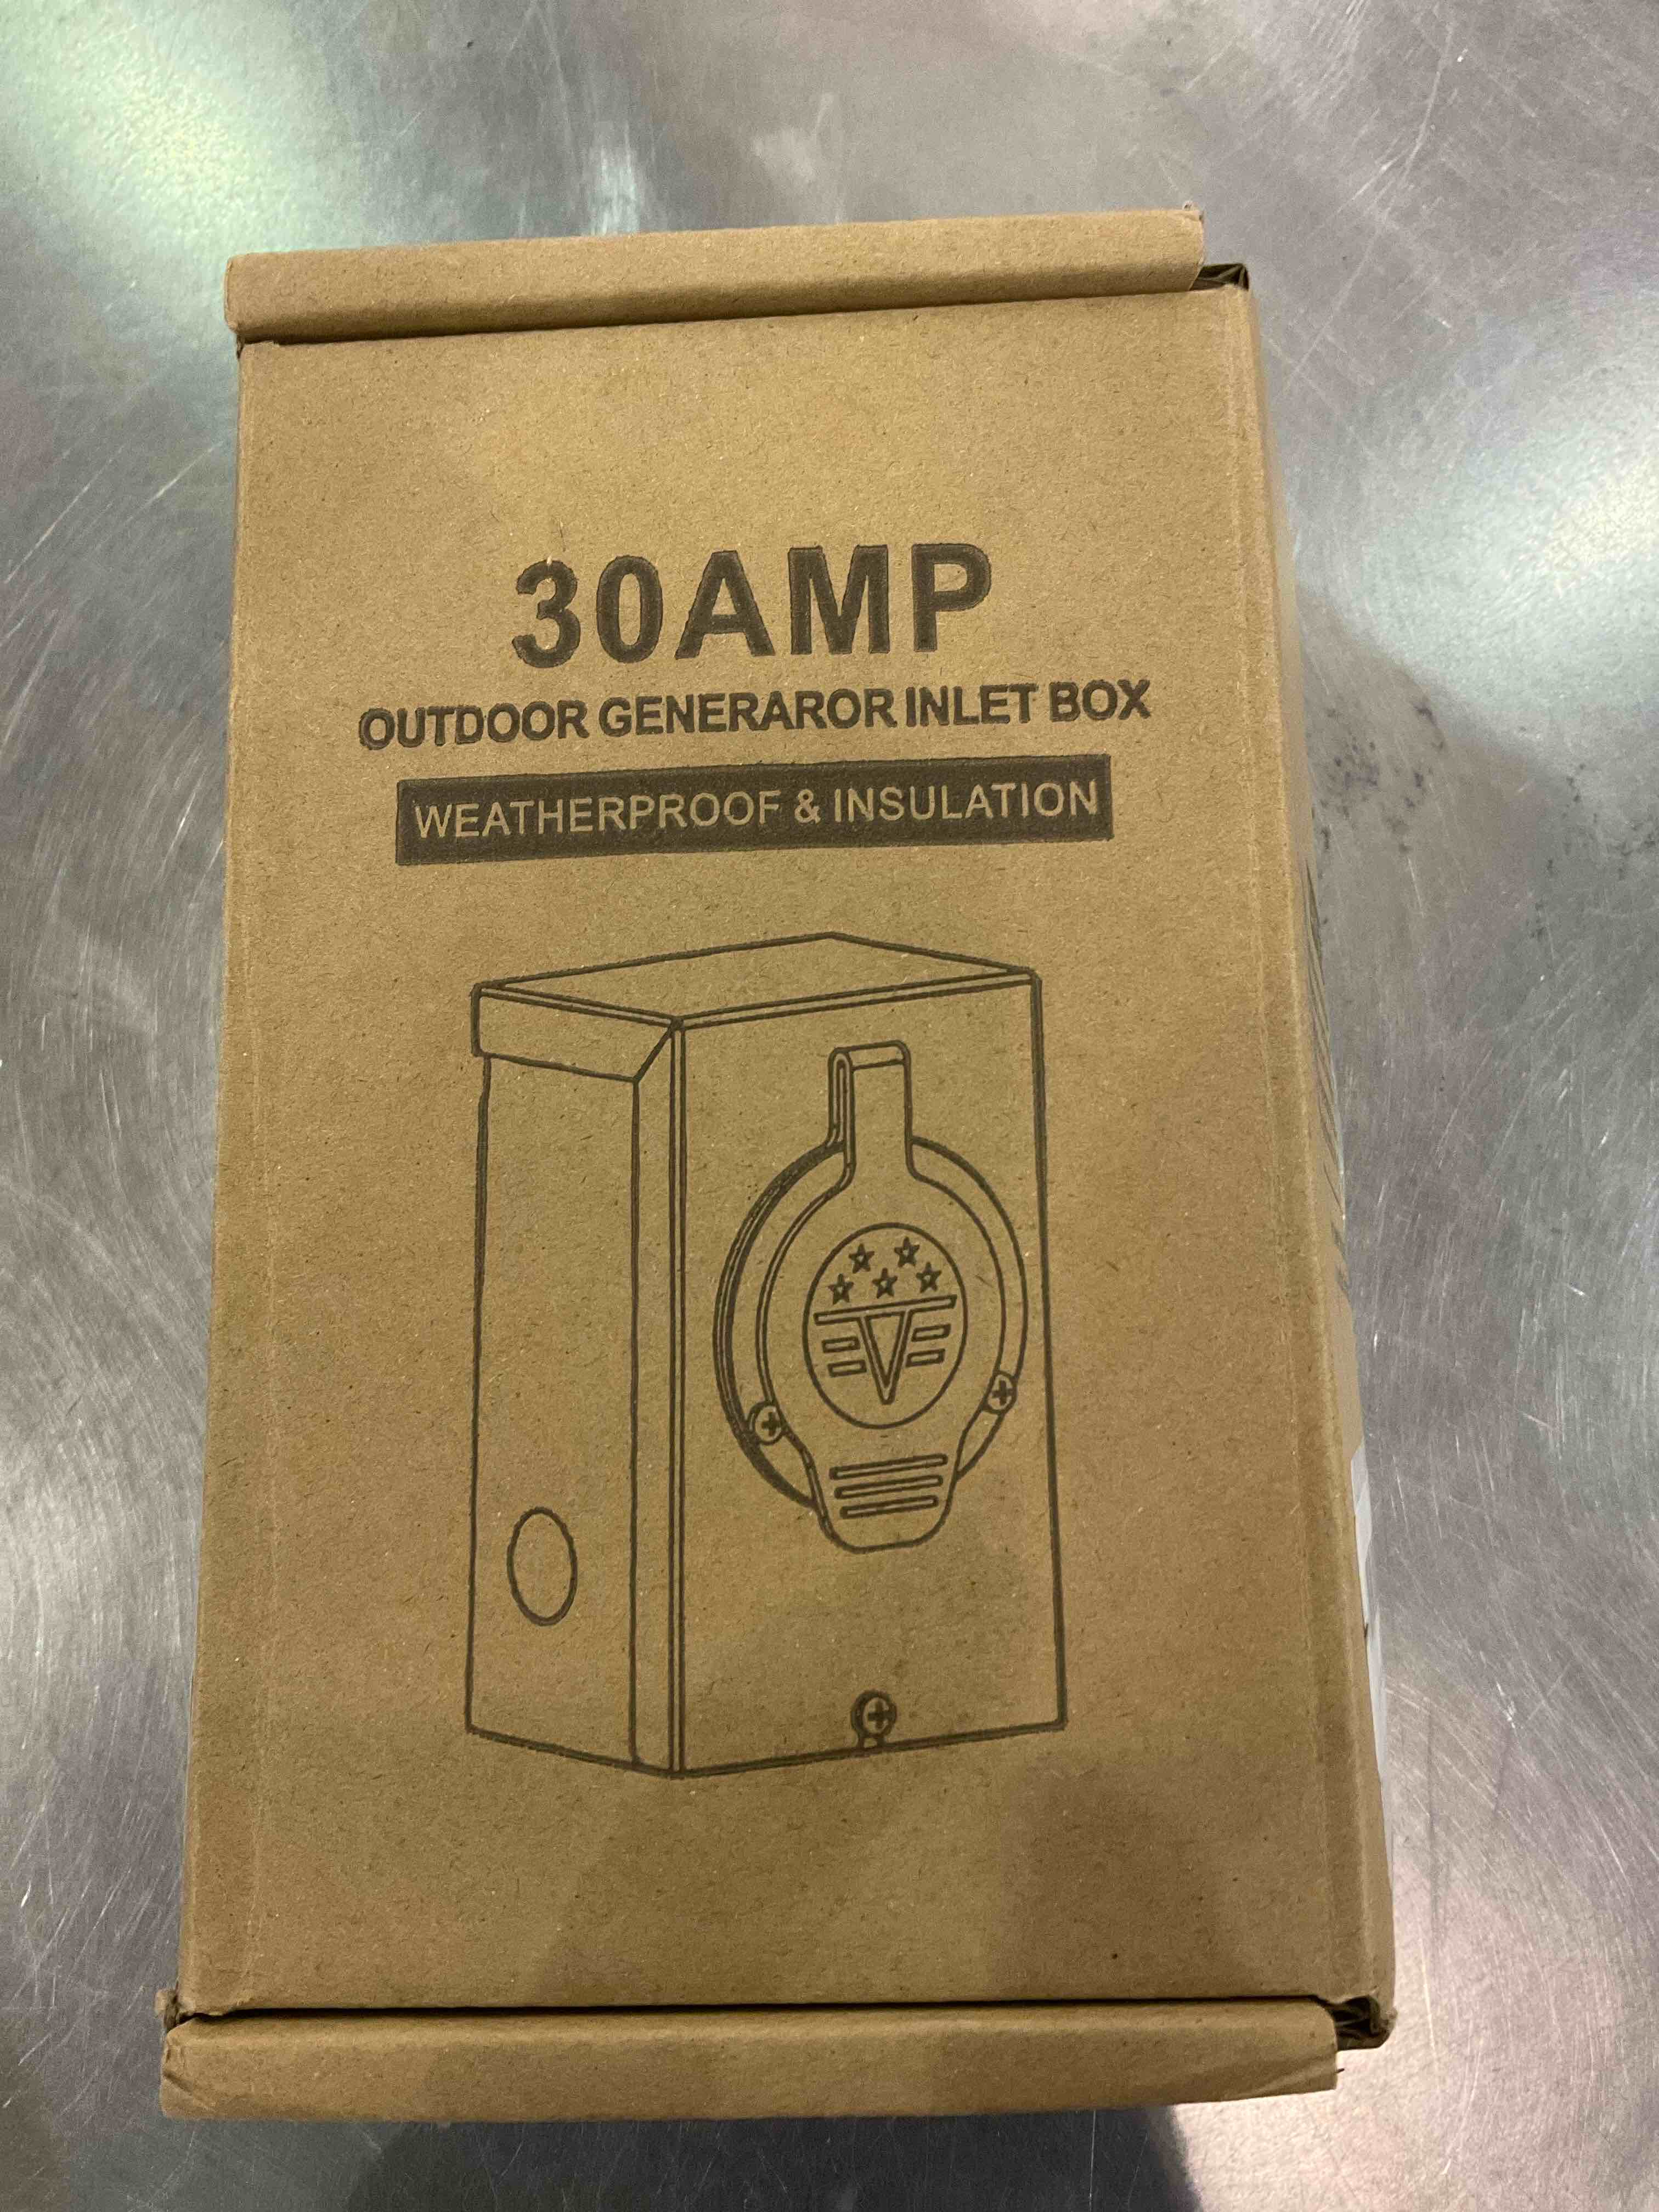 30AMP
OUTDOOR GENERAROR INLET BOX
WEATHERPROOF & INSULATION